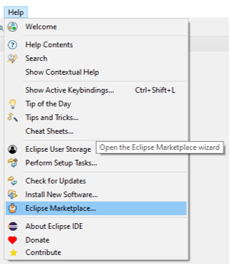 Help
Welcome
Help Contents
Search
Show Contextual Help
Show Active Keybindings... Ctrl+Shift+L
Tip of the Day
Tips and Tricks...
Cheat Sheets...
Eclipse User Storage
Open the Eclipse Marketplace wizard
Perform Setup Tasks...
Check for Updates
Install New Software...
Eclipse Marketplace...
About Eclipse IDE
Donate
Contribute